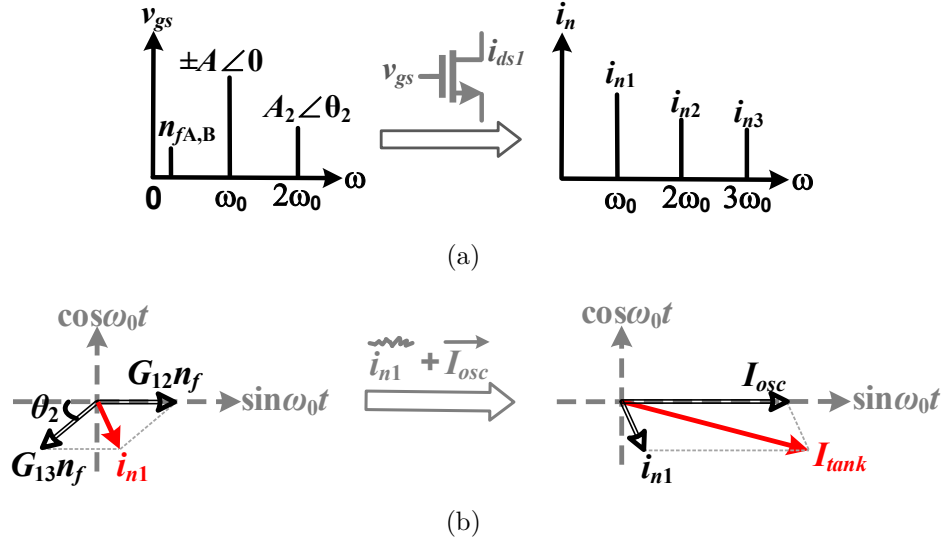 v_gs
±A∠0
A₂∠θ₂
n_fA,B
0
ω₀
2ω₀
ω
v_gs
i_ds1
i_n
i_n1
i_n2
i_n3
ω₀
2ω₀
3ω₀
ω
(a)
cosω₀t
G₁₂n_f
sinω₀t
θ₂
G₁₃n_f
i_n1
i_n1 + I_osc
cosω₀t
I_osc
sinω₀t
i_n1
I_tank
(b)